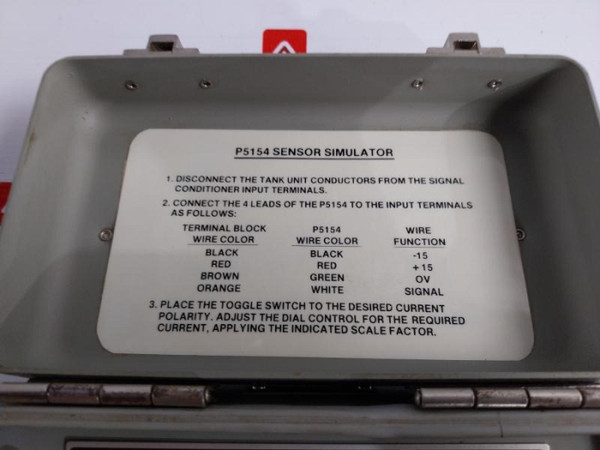 P5154 SENSOR SIMULATOR
1. DISCONNECT THE TANK UNIT CONDUCTORS FROM THE SIGNAL
CONDITIONER INPUT TERMINALS.
2. CONNECT THE 4 LEADS OF THE P5154 TO THE INPUT TERMINALS
AS FOLLOWS:
TERMINAL BLOCK P5154 WIRE
WIRE COLOR WIRE COLOR FUNCTION
BLACK BLACK -15
RED RED +15
BROWN GREEN OV
ORANGE WHITE SIGNAL
3. PLACE THE TOGGLE SWITCH TO THE DESIRED CURRENT
POLARITY. ADJUST THE DIAL CONTROL FOR THE REQUIRED
CURRENT, APPLYING THE INDICATED SCALE FACTOR.